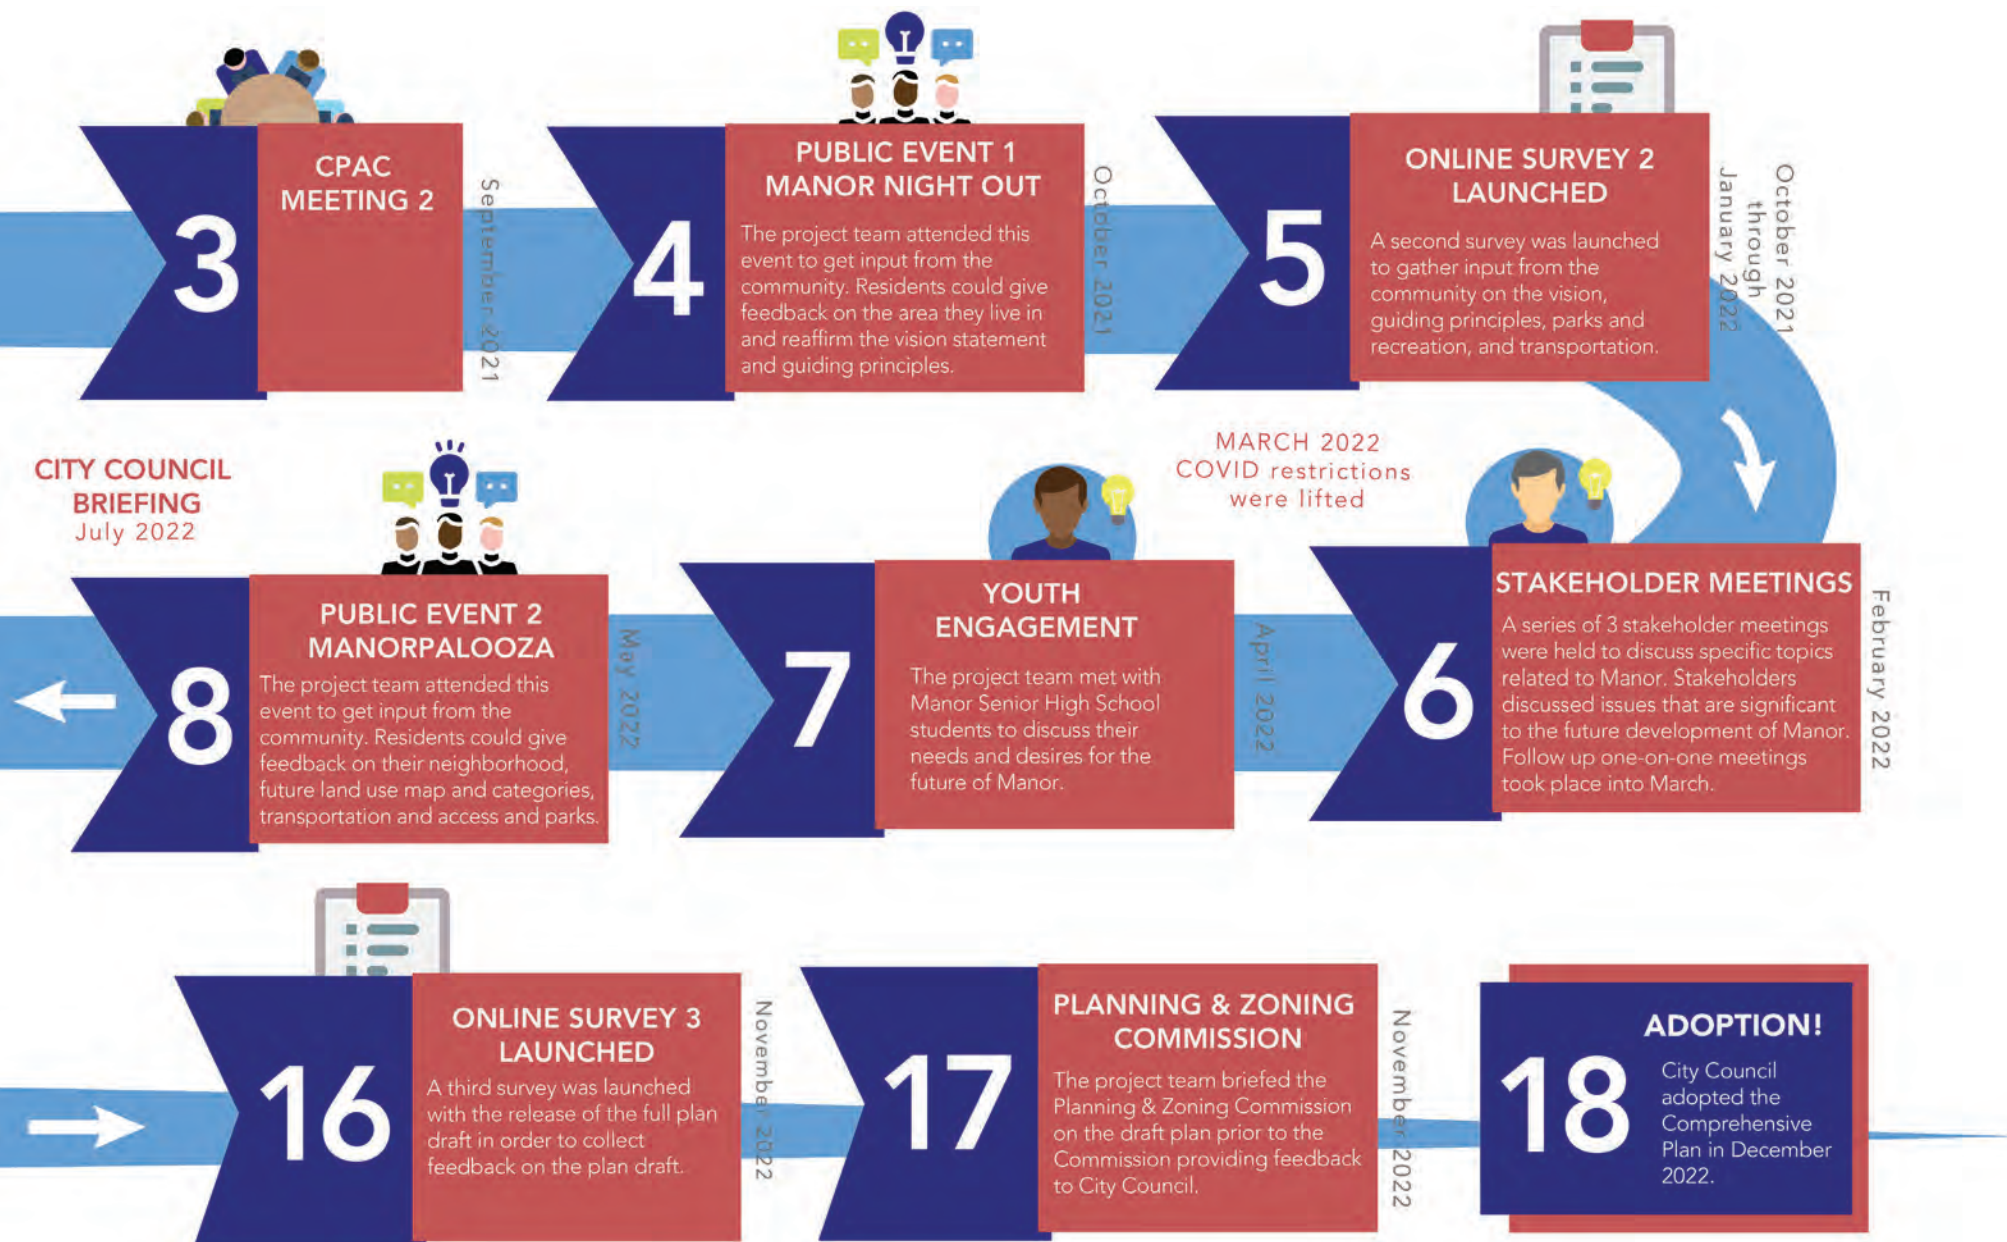 3
CPAC
MEETING 2
September 2021
4
PUBLIC EVENT 1
MANOR NIGHT OUT
The project team attended this
event to get input from the
community. Residents could give
feedback on the area they live in
and reaffirm the vision statement
and guiding principles.
October 2021
5
ONLINE SURVEY 2
LAUNCHED
A second survey was launched
to gather input from the
community on the vision,
guiding principles, parks and
recreation, and transportation.
October 2021
through
January 2022
MARCH 2022
COVID restrictions
were lifted
6
STAKEHOLDER MEETINGS
A series of 3 stakeholder meetings
were held to discuss specific topics
related to Manor. Stakeholders
discussed issues that are significant
to the future development of Manor.
Follow up one-on-one meetings
took place into March.
February 2022
7
YOUTH
ENGAGEMENT
The project team met with
Manor Senior High School
students to discuss their
needs and desires for the
future of Manor.
April 2022
8
PUBLIC EVENT 2
MANORPALOOZA
The project team attended this
event to get input from the
community. Residents could give
feedback on their neighborhood,
future land use map and categories,
transportation and access and parks.
May 2022
CITY COUNCIL
BRIEFING
July 2022
16
ONLINE SURVEY 3
LAUNCHED
A third survey was launched
with the release of the full plan
draft in order to collect
feedback on the plan draft.
November 2022
17
PLANNING & ZONING
COMMISSION
The project team briefed the
Planning & Zoning Commission
on the draft plan prior to the
Commission providing feedback
to City Council.
November 2022
18
ADOPTION!
City Council
adopted the
Comprehensive
Plan in December
2022.